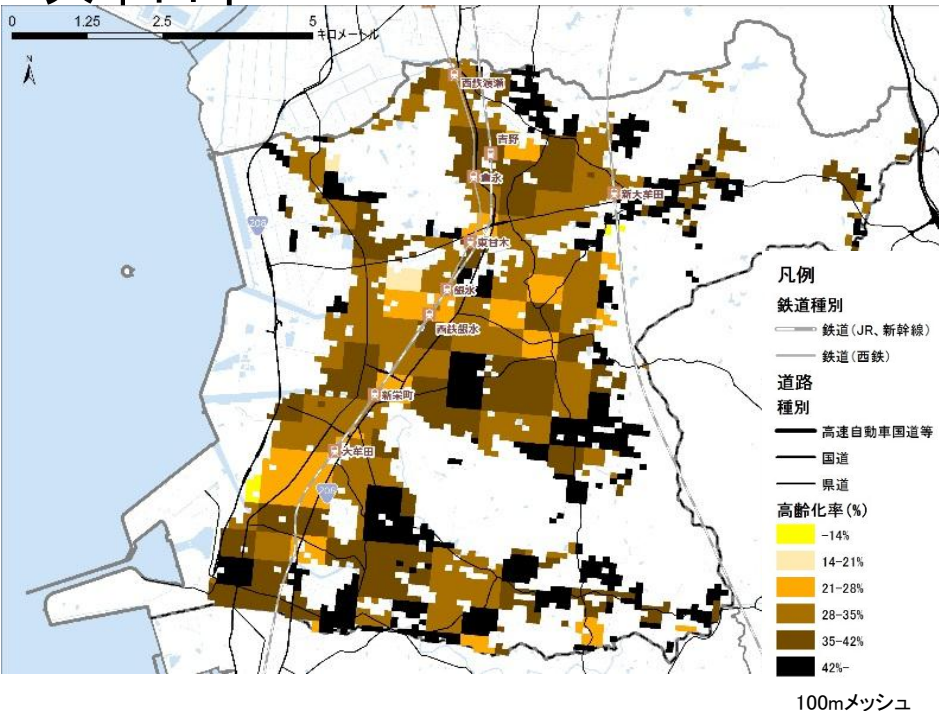 0 1.25 2.5 5
キロメートル
N
西鉄渡瀬
吉野
倉永
新大牟田
208
東甘木
銀水
西鉄銀水
新栄町
大牟田
208
凡例
鉄道種別
鉄道(JR、新幹線)
鉄道(西鉄)
道路
種別
高速自動車国道等
国道
県道
高齢化率(%)
-14%
14-21%
21-28%
28-35%
35-42%
42%-
100mメッシュ